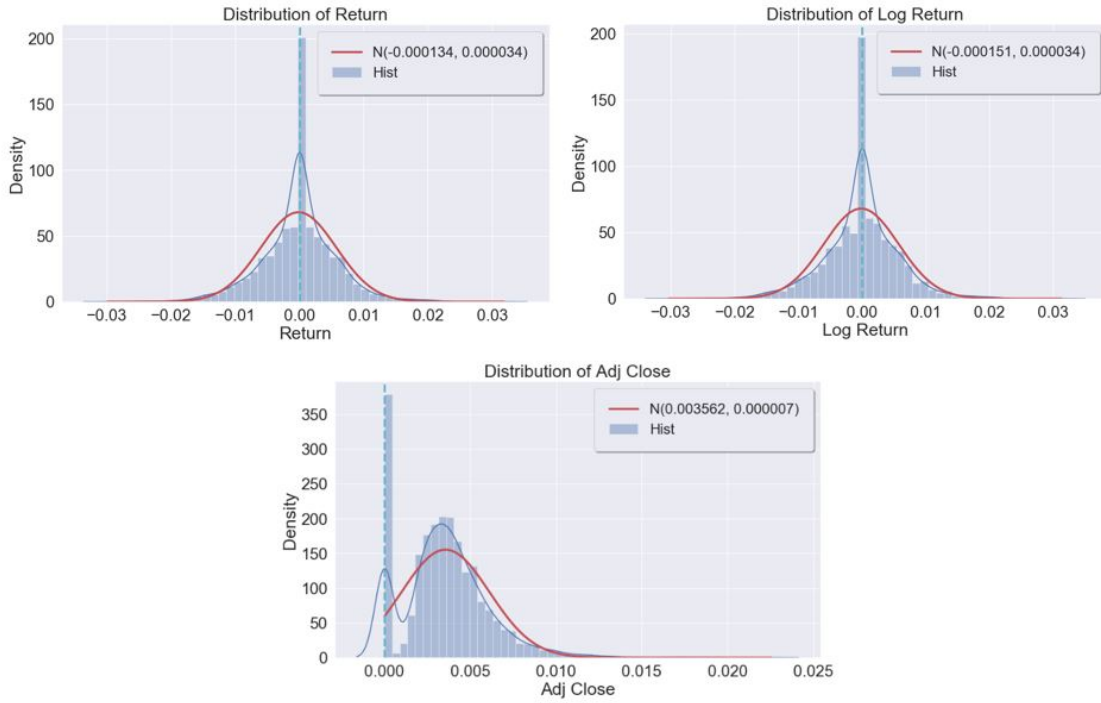 Distribution of Return
200
150
100
50
0
Density
−0.03 −0.02 −0.01 0.00 0.01 0.02 0.03
Return
N(-0.000134, 0.000034)
Hist
Distribution of Log Return
200
150
100
50
0
Density
−0.03 −0.02 −0.01 0.00 0.01 0.02 0.03
Log Return
N(-0.000151, 0.000034)
Hist
Distribution of Adj Close
350
300
250
200
150
100
50
0
Density
0.000 0.005 0.010 0.015 0.020 0.025
Adj Close
N(0.003562, 0.000007)
Hist